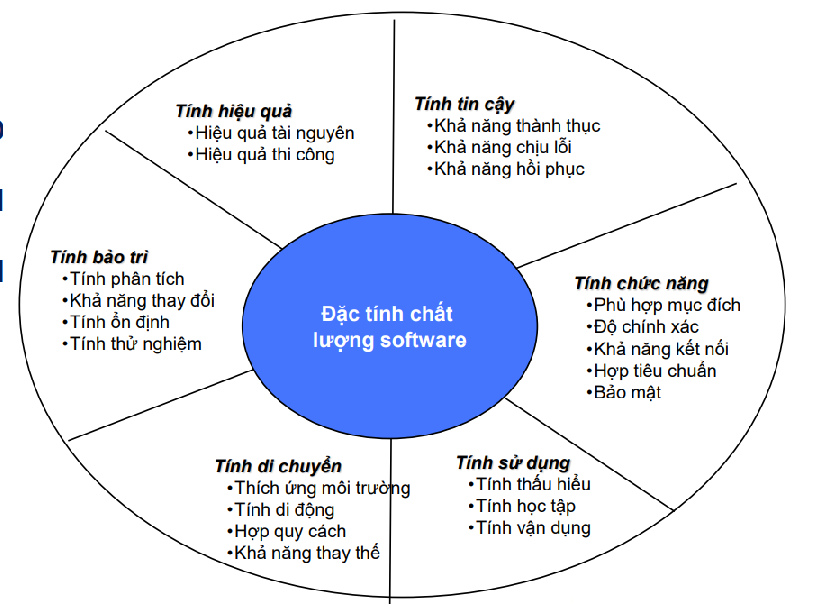 Tính hiệu quả
•Hiệu quả tài nguyên
•Hiệu quả thi công
Tính tin cậy
•Khả năng thành thục
•Khả năng chịu lỗi
•Khả năng hồi phục
Tính bảo trì
•Tính phân tích
•Khả năng thay đổi
•Tính ổn định
•Tính thử nghiệm
Đặc tính chất
lượng software
Tính chức năng
•Phù hợp mục đích
•Độ chính xác
•Khả năng kết nối
•Hợp tiêu chuẩn
•Bảo mật
Tính di chuyển
•Thích ứng môi trường
•Tính di động
•Hợp quy cách
•Khả năng thay thế
Tính sử dụng
•Tính thấu hiểu
•Tính học tập
•Tính vận dụng